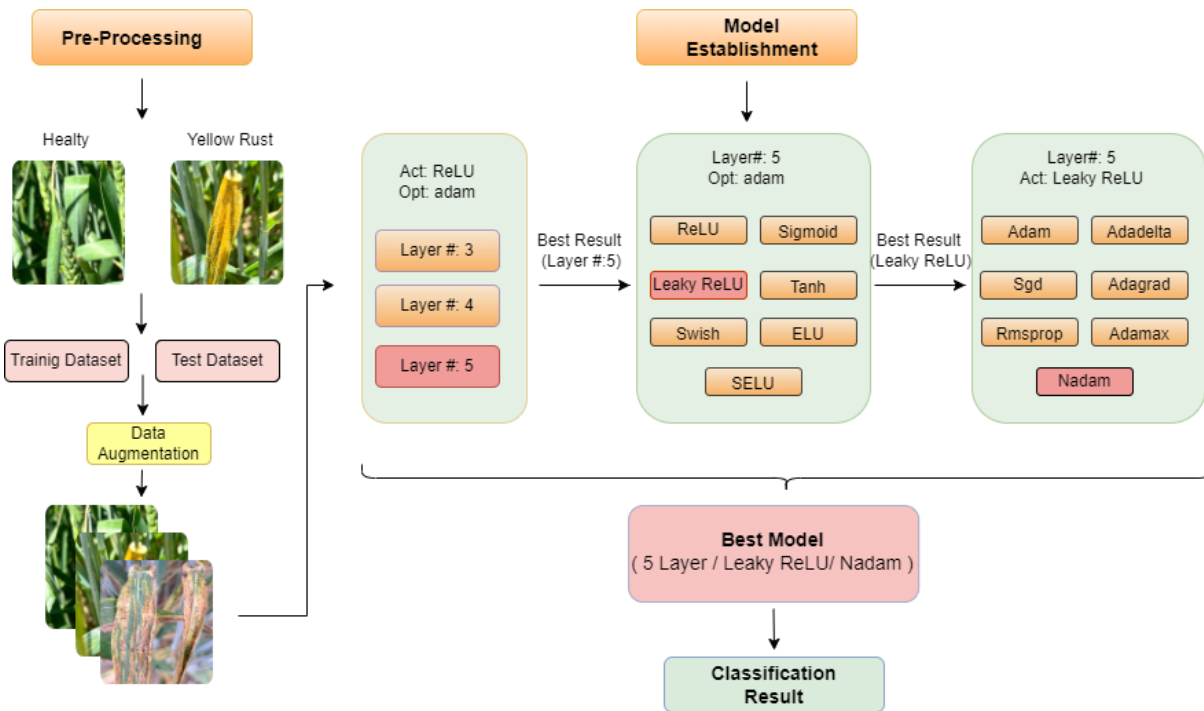 Pre-Processing
Healty
Yellow Rust
Trainig Dataset
Test Dataset
Data
Augmentation
Model
Establishment
Act: ReLU
Opt: adam
Layer #: 3
Layer #: 4
Layer #: 5
Best Result
(Layer #:5)
Layer#: 5
Opt: adam
ReLU
Sigmoid
Leaky ReLU
Tanh
Swish
ELU
SELU
Best Result
(Leaky ReLU)
Layer#: 5
Act: Leaky ReLU
Adam
Adadelta
Sgd
Adagrad
Rmsprop
Adamax
Nadam
Best Model
( 5 Layer / Leaky ReLU/ Nadam )
Classification
Result